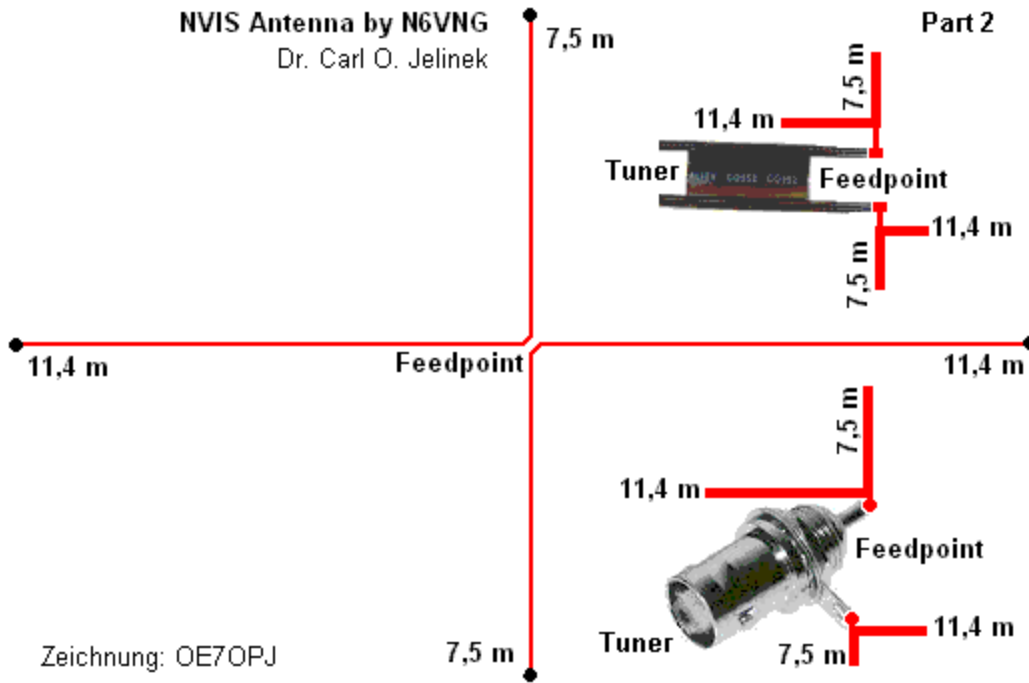 NVIS Antenna by N6VNG
Dr. Carl O. Jelinek
7,5 m
Part 2
7,5 m
11,4 m
Tuner
Feedpoint
11,4 m
7,5 m
11,4 m
Feedpoint
11,4 m
7,5 m
11,4 m
Feedpoint
Tuner
11,4 m
7,5 m
7,5 m
Zeichnung: OE7OPJ